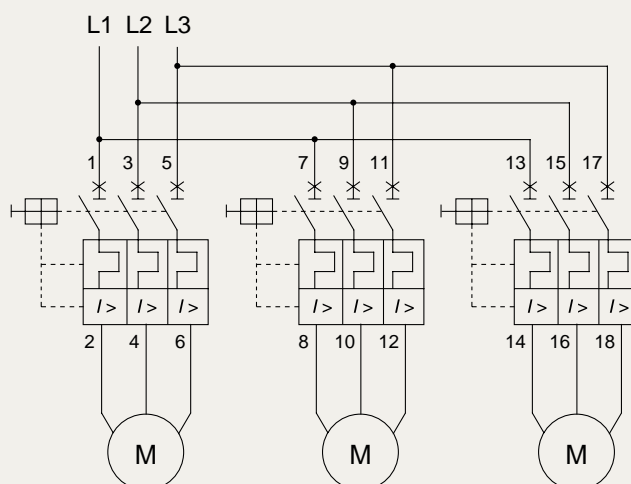 L1 L2 L3
1 3 5 7 9 11 13 15 17
I > I > I > I > I > I > I > I > I >
2 4 6 8 10 12 14 16 18
M M M